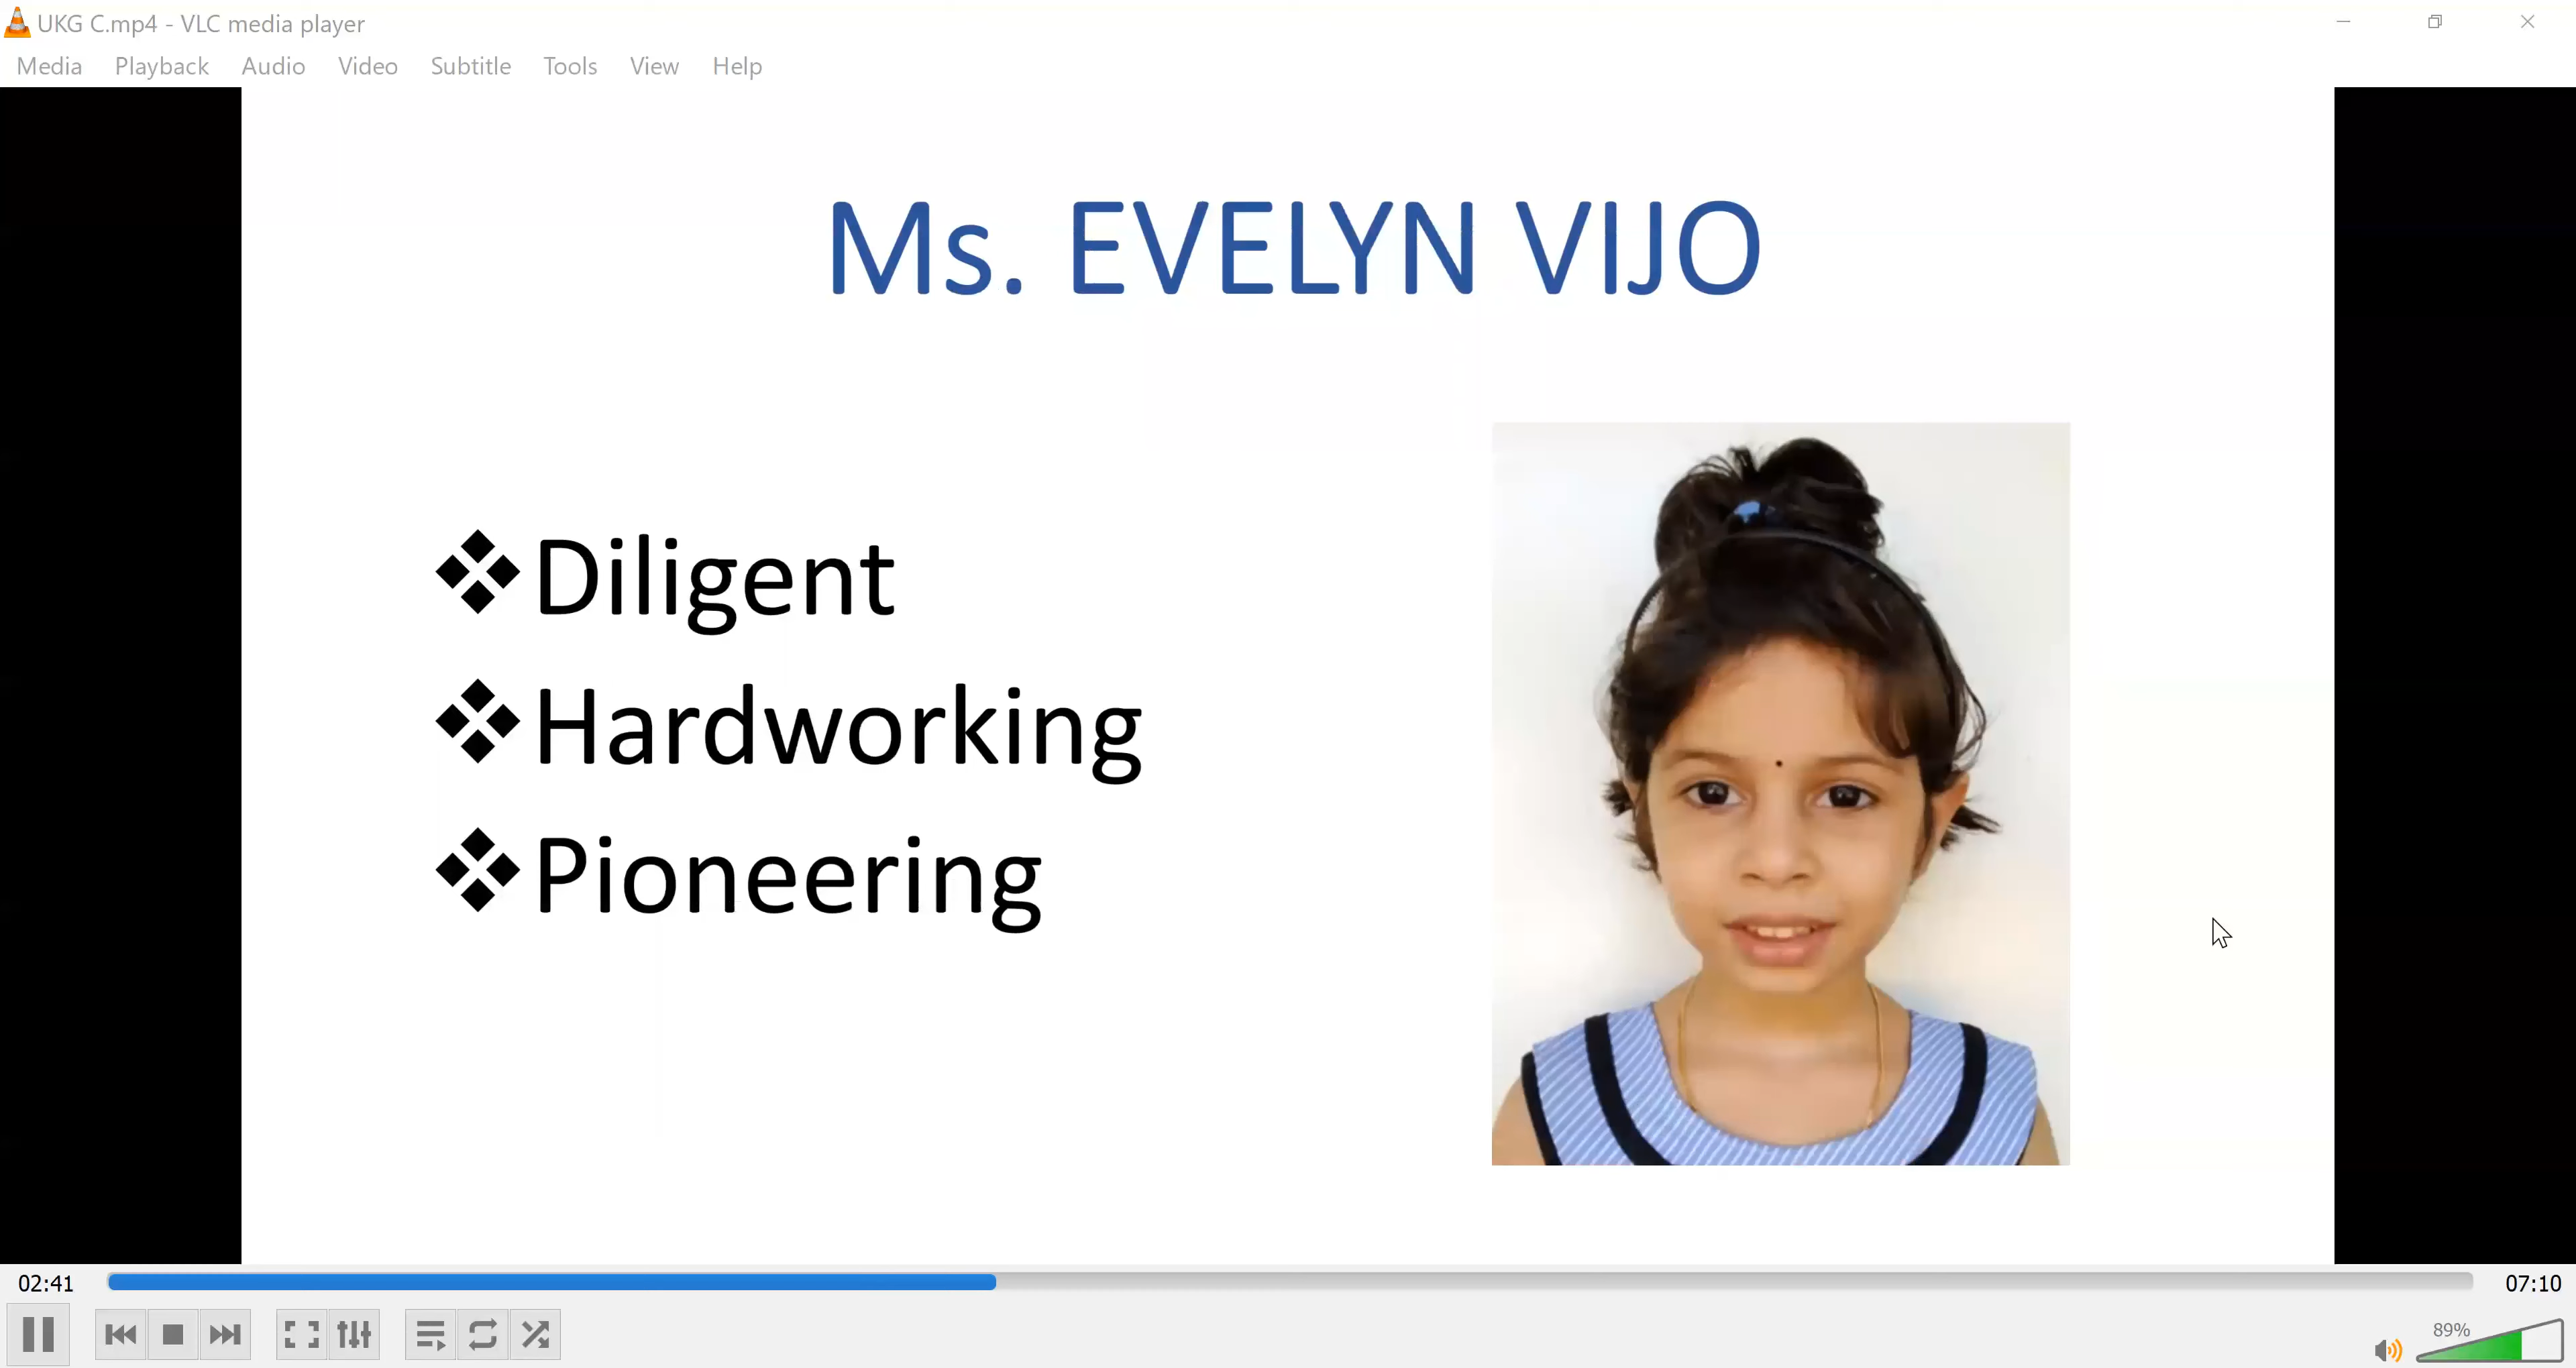 UKG C.mp4 - VLC media player
Media Playback Audio Video Subtitle Tools View Help
Ms. EVELYN VIJO
❖Diligent
❖Hardworking
❖Pioneering
02:41 07:10
89%